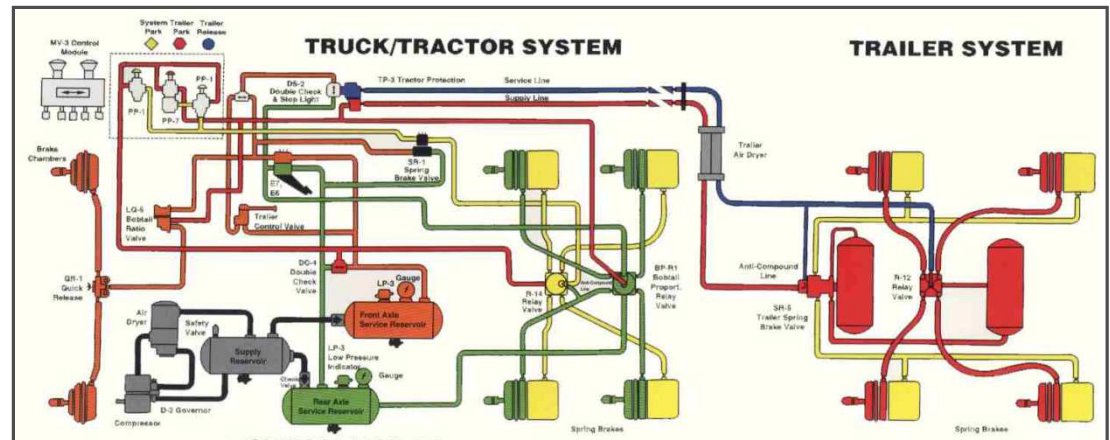 System Park
Trailer Park
Trailer Release
MV-3 Control
Module
TRUCK/TRACTOR SYSTEM
TRAILER SYSTEM
PP-1
PP-7
PP-1
DS-2
Double Check
& Stop Light
TP-3 Tractor Protection
Service Line
Supply Line
Brake
Chambers
SR-1
Spring
Brake Valve
E7,
E6
Trailer
Air Dryer
LQ-5
Bobtail
Ratio
Valve
Trailer
Control Valve
QR-1
Quick
Release
DC-4
Double
Check
Valve
LP-3
Gauge
Front Axle
Service Reservoir
R-14
Relay
Valve
Anti-Compound
Line
BP-R1
Bobtail
Proport.
Relay
Valve
Anti-Compound
Line
SR-5
Trailer Spring
Brake Valve
R-12
Relay
Valve
Air
Dryer
Safety
Valve
Supply
Reservoir
LP-3
Low Pressure
Indicator
Gauge
Check
Valve
D-2 Governor
Compressor
Rear Axle
Service Reservoir
Spring Brakes
Spring Brakes